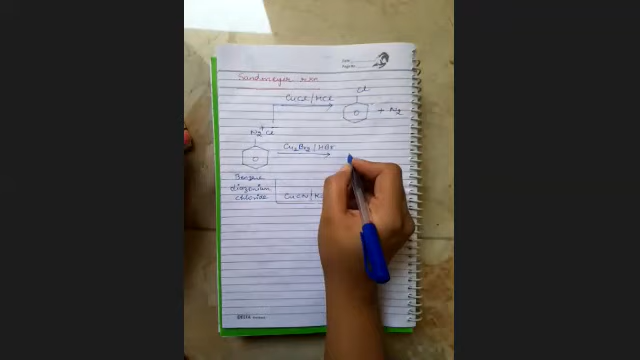 Sandmeyer rxn
Cl
CuCl/HCl
+ N2
N2+ Cl-
Cu2Br2/HBr
Benzene
diazonium
chloride
CuCN/K